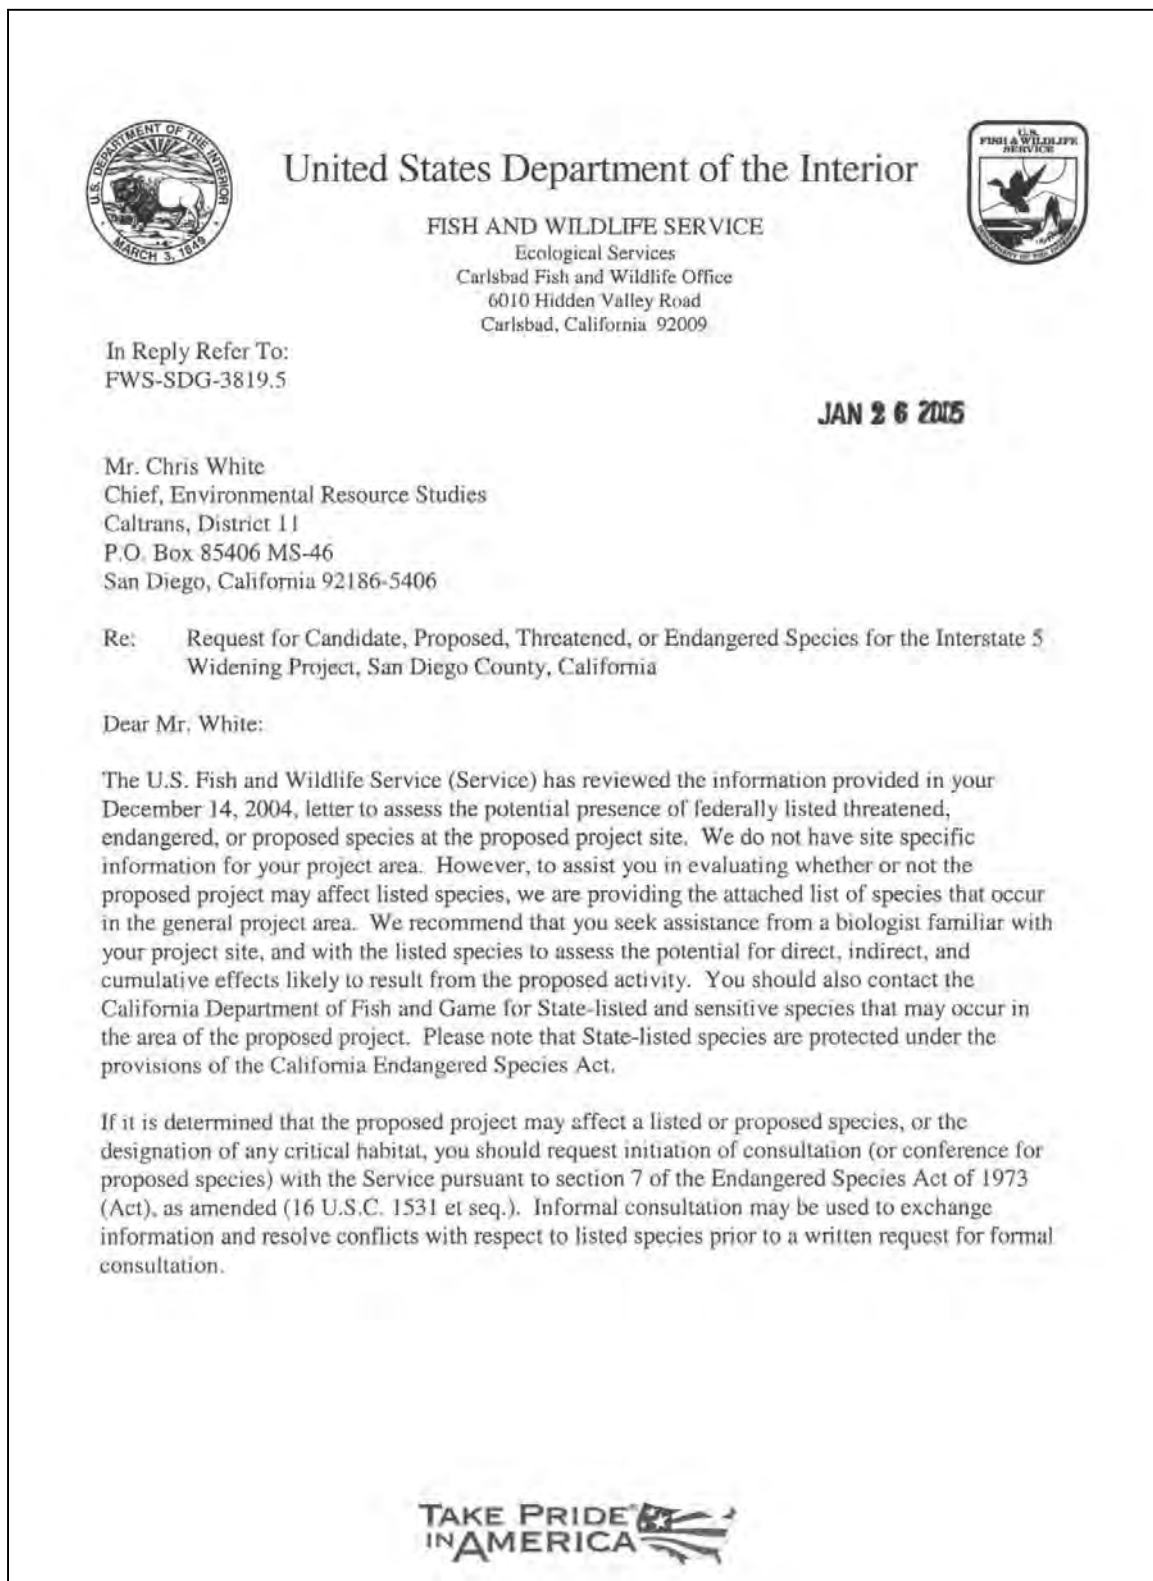 U.S. DEPARTMENT OF THE INTERIOR
MARCH 3, 1849
United States Department of the Interior
U.S.
FISH & WILDLIFE
SERVICE
DEPARTMENT OF THE INTERIOR
FISH AND WILDLIFE SERVICE
Ecological Services
Carlsbad Fish and Wildlife Office
6010 Hidden Valley Road
Carlsbad, California 92009
In Reply Refer To:
FWS-SDG-3819.5
JAN 26 2005
Mr. Chris White
Chief, Environmental Resource Studies
Caltrans, District 11
P.O. Box 85406 MS-46
San Diego, California 92186-5406
Re: Request for Candidate, Proposed, Threatened, or Endangered Species for the Interstate 5
Widening Project, San Diego County, California
Dear Mr. White:
The U.S. Fish and Wildlife Service (Service) has reviewed the information provided in your
December 14, 2004, letter to assess the potential presence of federally listed threatened,
endangered, or proposed species at the proposed project site. We do not have site specific
information for your project area. However, to assist you in evaluating whether or not the
proposed project may affect listed species, we are providing the attached list of species that occur
in the general project area. We recommend that you seek assistance from a biologist familiar with
your project site, and with the listed species to assess the potential for direct, indirect, and
cumulative effects likely to result from the proposed activity. You should also contact the
California Department of Fish and Game for State-listed and sensitive species that may occur in
the area of the proposed project. Please note that State-listed species are protected under the
provisions of the California Endangered Species Act.
If it is determined that the proposed project may affect a listed or proposed species, or the
designation of any critical habitat, you should request initiation of consultation (or conference for
proposed species) with the Service pursuant to section 7 of the Endangered Species Act of 1973
(Act), as amended (16 U.S.C. 1531 et seq.). Informal consultation may be used to exchange
information and resolve conflicts with respect to listed species prior to a written request for formal
consultation.
TAKE PRIDE®
IN AMERICA